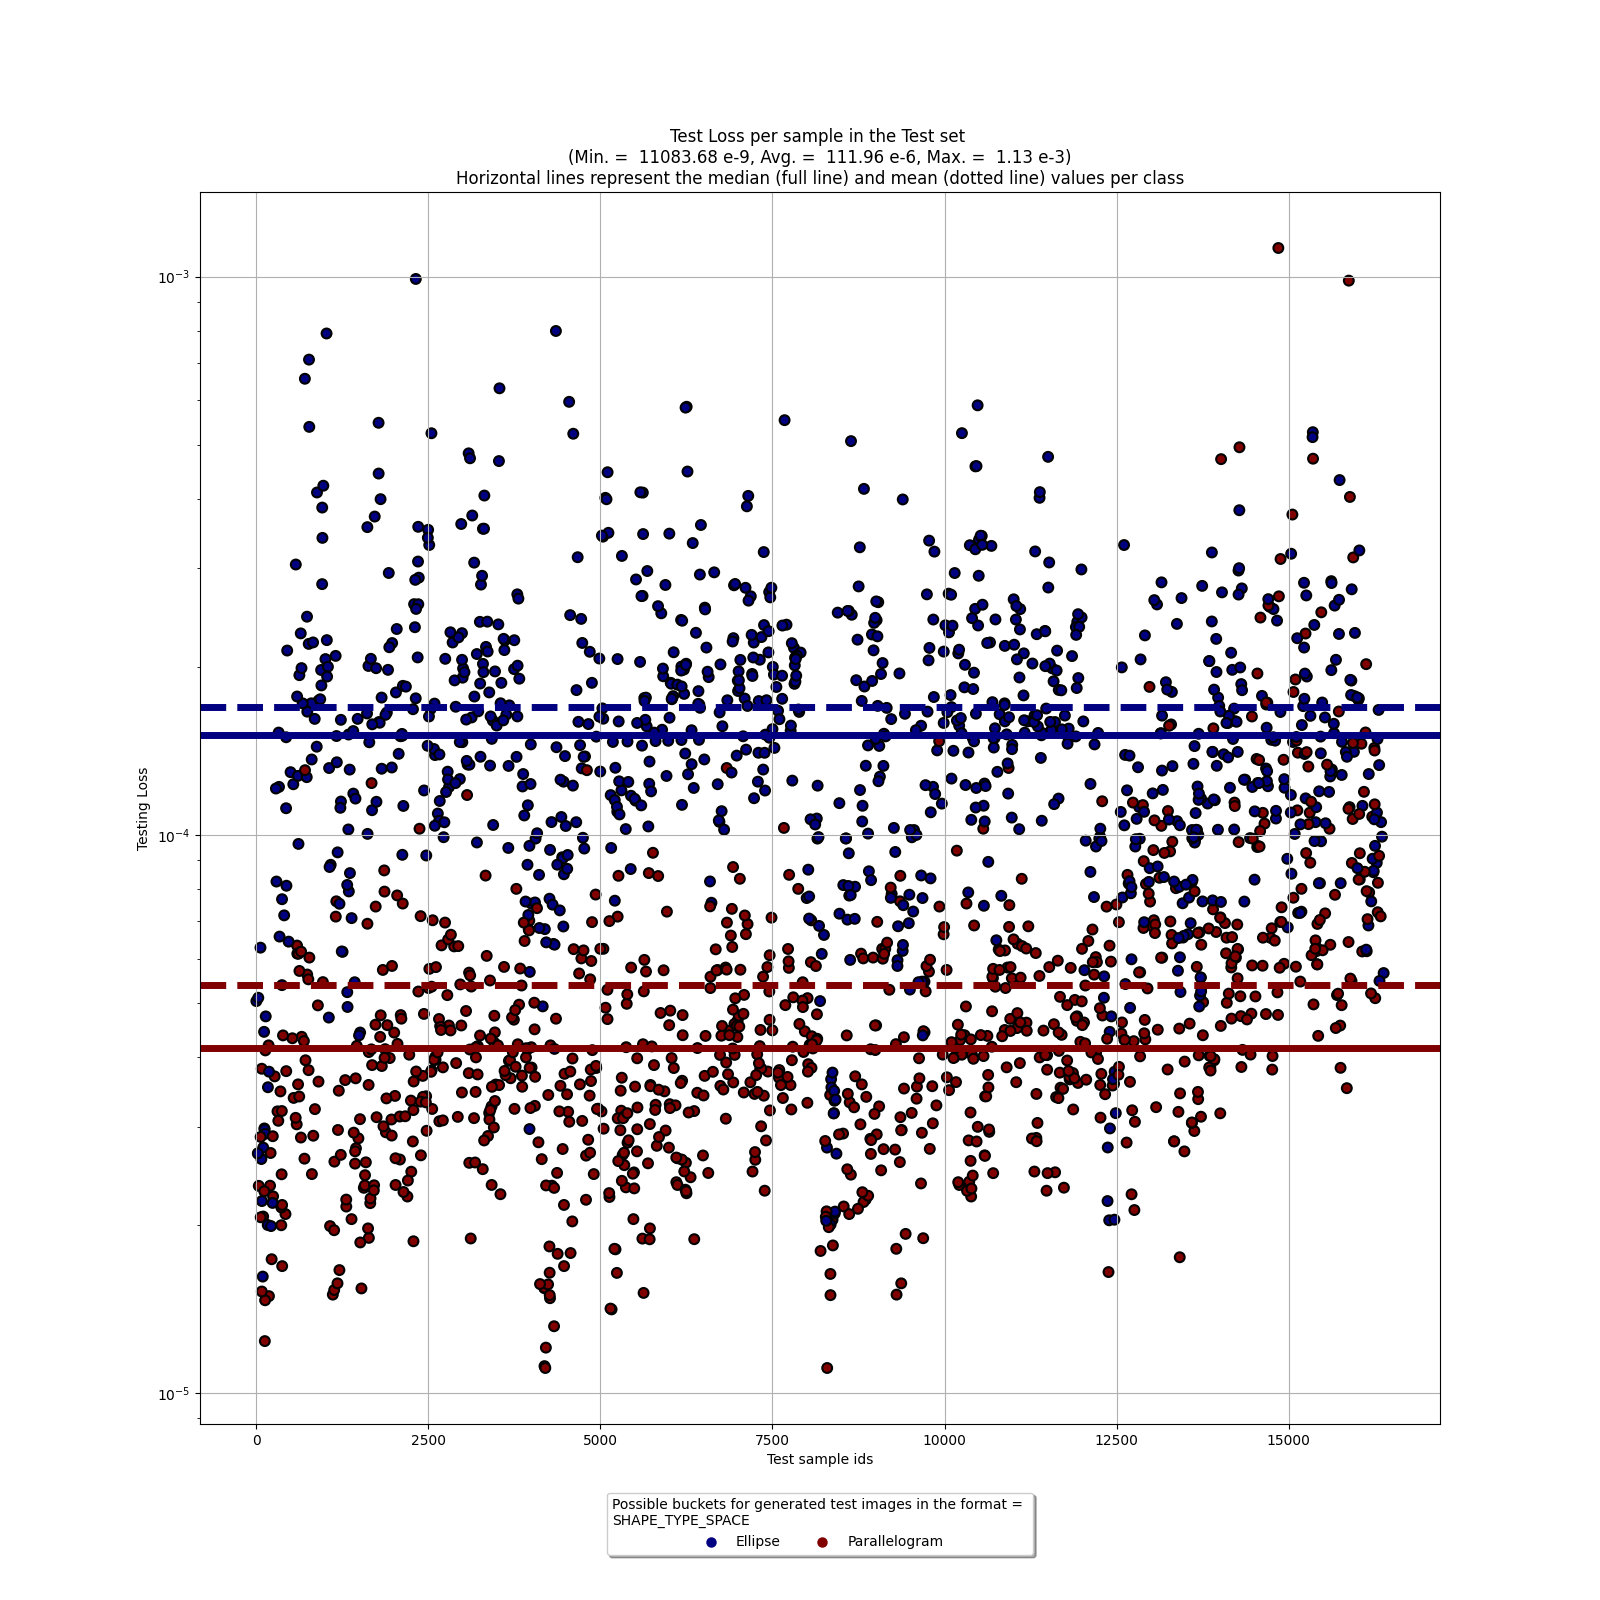 Test Loss per sample in the Test set
(Min. =  11083.68 e-9, Avg. =  111.96 e-6, Max. =  1.13 e-3)
Horizontal lines represent the median (full line) and mean (dotted line) values per class
Testing Loss
10⁻³
10⁻⁴
10⁻⁵
0 2500 5000 7500 10000 12500 15000
Test sample ids
Possible buckets for generated test images in the format =
SHAPE_TYPE_SPACE
Ellipse Parallelogram